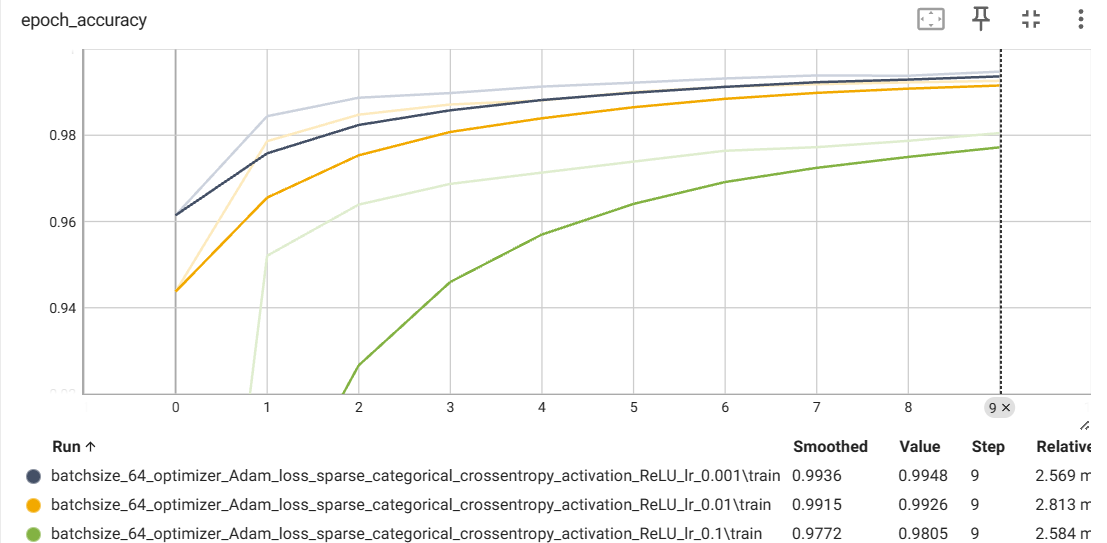 epoch_accuracy
0.98
0.96
0.94
0 1 2 3 4 5 6 7 8 9 ×
Run ↑ Smoothed Value Step Relative
batchsize_64_optimizer_Adam_loss_sparse_categorical_crossentropy_activation_ReLU_lr_0.001\train 0.9936 0.9948 9 2.569 m
batchsize_64_optimizer_Adam_loss_sparse_categorical_crossentropy_activation_ReLU_lr_0.01\train 0.9915 0.9926 9 2.813 m
batchsize_64_optimizer_Adam_loss_sparse_categorical_crossentropy_activation_ReLU_lr_0.1\train 0.9772 0.9805 9 2.584 m